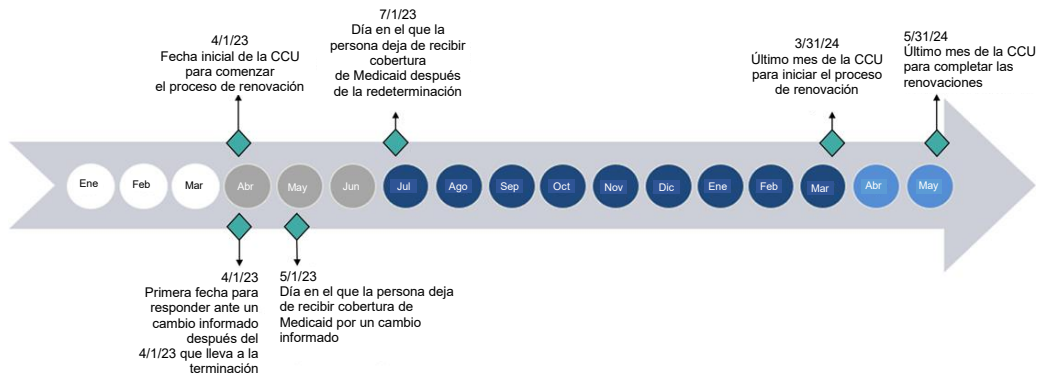 4/1/23
Fecha inicial de la CCU
para comenzar
el proceso de renovación
7/1/23
Día en el que la
persona deja de recibir
cobertura
de Medicaid después
de la redeterminación
3/31/24
Último mes de la CCU
para iniciar el proceso
de renovación
5/31/24
Último mes de la CCU
para completar las
renovaciones
Ene
Feb
Mar
Abr
May
Jun
Jul
Ago
Sep
Oct
Nov
Dic
Ene
Feb
Mar
Abr
May
4/1/23
Primera fecha para
responder ante un
cambio informado
después del
4/1/23 que lleva a la
terminación
5/1/23
Día en el que la persona deja
de recibir cobertura de
Medicaid por un cambio
informado